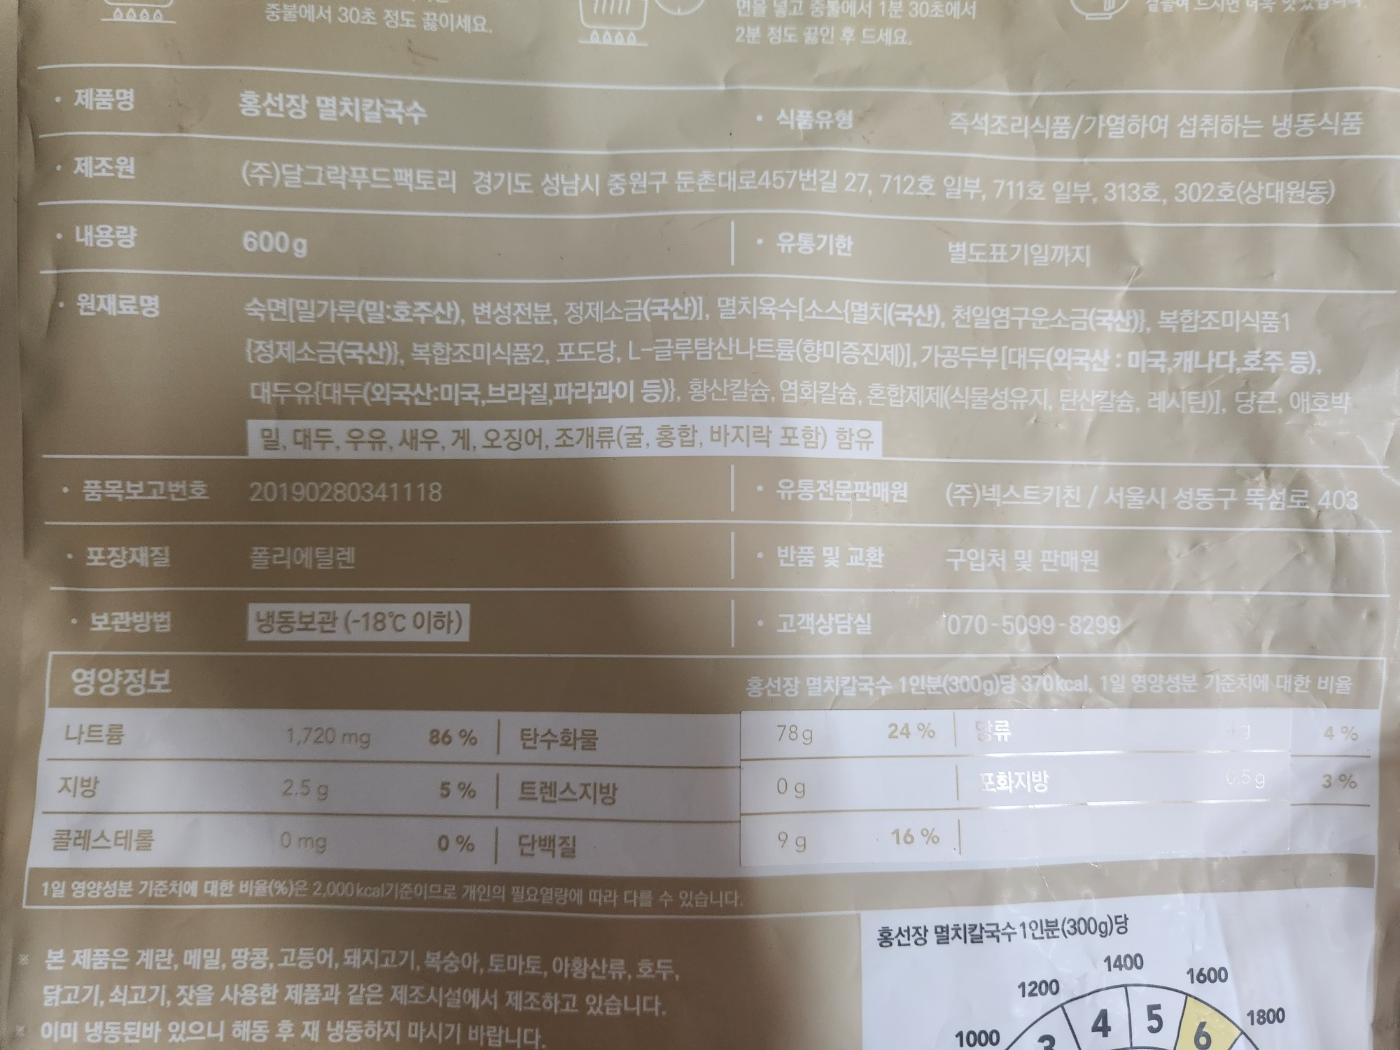 중불에서 30초 정도 끓이세요.
면을 넣고 중불에서 1분 30초에서
2분 정도 끓인 후 드세요.
· 제품명 홍선장 멸치칼국수 · 식품유형 즉석조리식품/가열하여 섭취하는 냉동식품
· 제조원 (주)달그락푸드팩토리 경기도 성남시 중원구 둔촌대로457번길 27, 712호 일부, 711호 일부, 313호, 302호(상대원동)
· 내용량 600g · 유통기한 별도표기일까지
· 원재료명 숙면[밀가루(밀:호주산), 변성전분, 정제소금(국산)], 멸치육수[소스{멸치(국산), 천일염구운소금(국산)}, 복합조미식품1
{정제소금(국산)}, 복합조미식품2, 포도당, L-글루탐산나트륨(향미증진제)], 가공두부[대두(외국산 : 미국,캐나다,호주 등),
대두유{대두(외국산:미국,브라질,파라과이 등)}, 황산칼슘, 염화칼슘, 혼합제제(식물성유지, 탄산칼슘, 레시틴)], 당근, 애호박
밀, 대두, 우유, 새우, 게, 오징어, 조개류(굴, 홍합, 바지락 포함) 함유
· 품목보고번호 20190280341118 · 유통전문판매원 (주)넥스트키친 / 서울시 성동구 뚝섬로 403
· 포장재질 폴리에틸렌 · 반품 및 교환 구입처 및 판매원
· 보관방법 냉동보관 (-18℃ 이하) · 고객상담실 070-5099-8299
영양정보 홍선장 멸치칼국수 1인분(300g)당 370kcal, 1일 영양성분 기준치에 대한 비율
나트륨 1,720 mg 86 % 탄수화물 78g 24 % 당류 g 4 %
지방 2.5 g 5 % 트렌스지방 0 g 포화지방 0.5 g 3 %
콜레스테롤 0 mg 0 % 단백질 9 g 16 %
1일 영양성분 기준치에 대한 비율(%)은 2,000kcal기준이므로 개인의 필요열량에 따라 다를 수 있습니다.
※ 본 제품은 계란, 메밀, 땅콩, 고등어, 돼지고기, 복숭아, 토마토, 아황산류, 호두,
닭고기, 쇠고기, 잣을 사용한 제품과 같은 제조시설에서 제조하고 있습니다.
※ 이미 냉동된바 있으니 해동 후 재 냉동하지 마시기 바랍니다.
홍선장 멸치칼국수 1인분(300g)당
1000 1200 1400 1600 1800
3 4 5 6